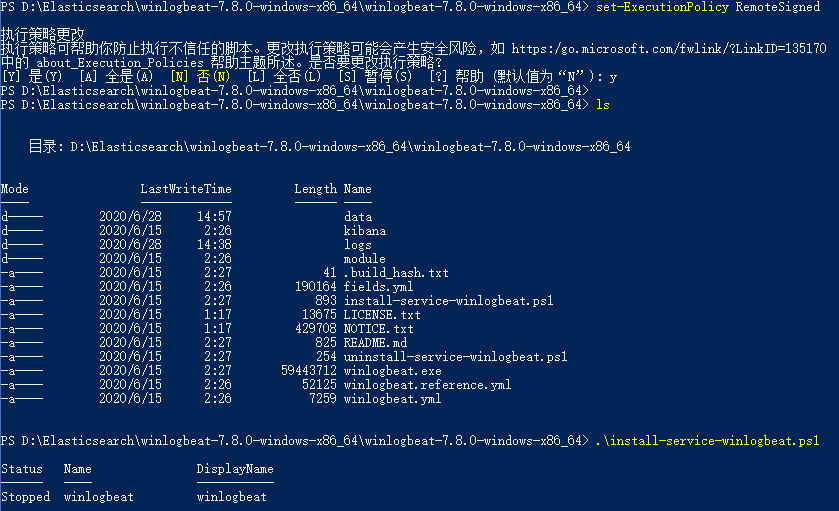 PS D:\Elasticsearch\winlogbeat-7.8.0-windows-x86_64\winlogbeat-7.8.0-windows-x86_64> set-ExecutionPolicy RemoteSigned
执行策略更改
执行策略可帮助你防止执行不信任的脚本。更改执行策略可能会产生安全风险，如 https:/go.microsoft.com/fwlink/?LinkID=135170
中的 about_Execution_Policies 帮助主题所述。是否要更改执行策略?
[Y] 是(Y)  [A] 全是(A)  [N] 否(N)  [L] 全否(L)  [S] 暂停(S)  [?] 帮助 (默认值为“N”): y
PS D:\Elasticsearch\winlogbeat-7.8.0-windows-x86_64\winlogbeat-7.8.0-windows-x86_64>
PS D:\Elasticsearch\winlogbeat-7.8.0-windows-x86_64\winlogbeat-7.8.0-windows-x86_64> ls
目录: D:\Elasticsearch\winlogbeat-7.8.0-windows-x86_64\winlogbeat-7.8.0-windows-x86_64
Mode                LastWriteTime         Length Name
----                -------------         ------ ----
d-----        2020/6/28     14:57                data
d-----        2020/6/15      2:26                kibana
d-----        2020/6/28     14:38                logs
d-----        2020/6/15      2:26                module
-a----        2020/6/15      2:27             41 .build_hash.txt
-a----        2020/6/15      2:26         190164 fields.yml
-a----        2020/6/15      2:27            893 install-service-winlogbeat.ps1
-a----        2020/6/15      1:17          13675 LICENSE.txt
-a----        2020/6/15      1:17         429708 NOTICE.txt
-a----        2020/6/15      2:27            825 README.md
-a----        2020/6/15      2:27            254 uninstall-service-winlogbeat.ps1
-a----        2020/6/15      2:27       59443712 winlogbeat.exe
-a----        2020/6/15      2:26          52125 winlogbeat.reference.yml
-a----        2020/6/15      2:26           7259 winlogbeat.yml
PS D:\Elasticsearch\winlogbeat-7.8.0-windows-x86_64\winlogbeat-7.8.0-windows-x86_64> .\install-service-winlogbeat.ps1
Status   Name               DisplayName
------   ----               -----------
Stopped  winlogbeat         winlogbeat